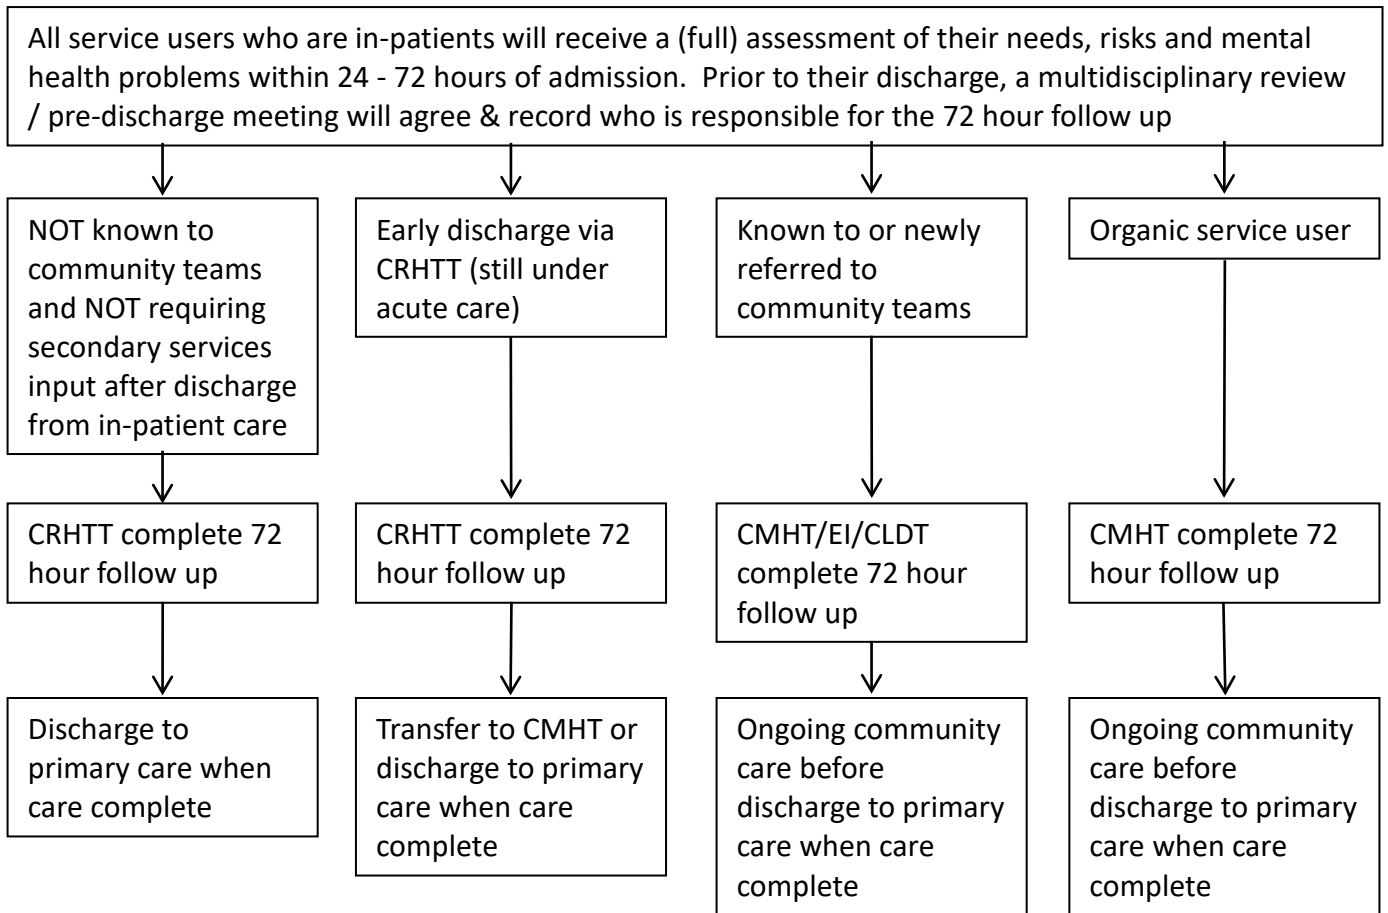 All service users who are in-patients will receive a (full) assessment of their needs, risks and mental
health problems within 24 - 72 hours of admission.  Prior to their discharge, a multidisciplinary review
/ pre-discharge meeting will agree & record who is responsible for the 72 hour follow up
NOT known to
community teams
and NOT requiring
secondary services
input after discharge
from in-patient care
Early discharge via
CRHTT (still under
acute care)
Known to or newly
referred to
community teams
Organic service user
CRHTT complete 72
hour follow up
CRHTT complete 72
hour follow up
CMHT/EI/CLDT
complete 72 hour
follow up
CMHT complete 72
hour follow up
Discharge to
primary care when
care complete
Transfer to CMHT or
discharge to primary
care when care
complete
Ongoing community
care before
discharge to primary
care when care
complete
Ongoing community
care before
discharge to primary
care when care
complete